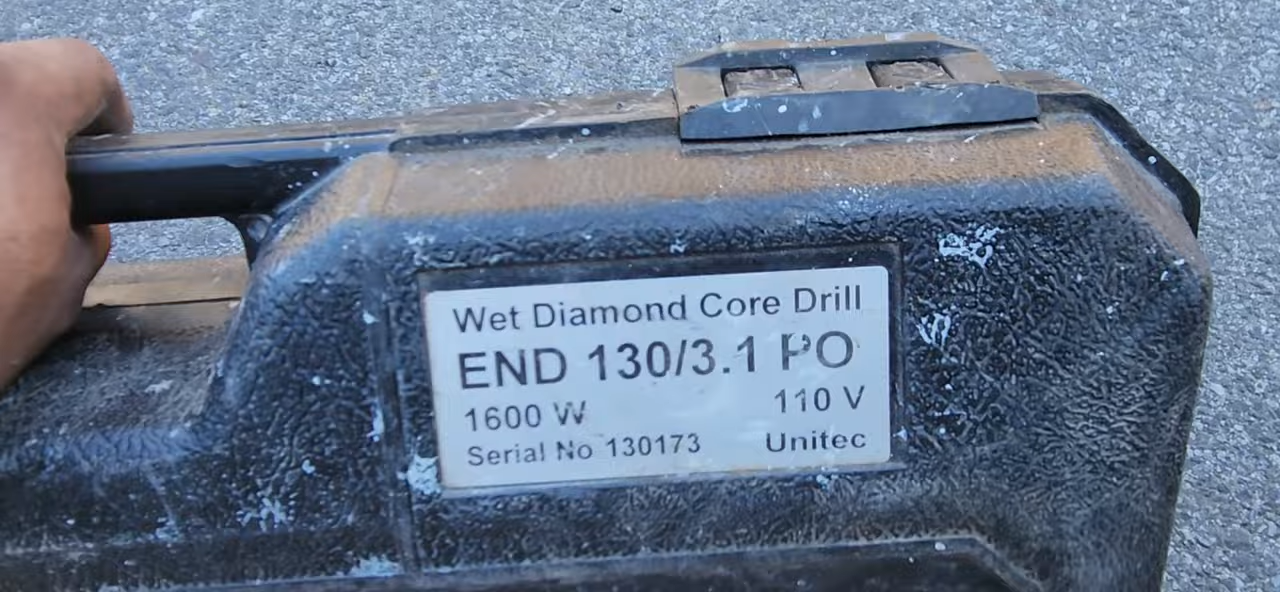 Wet Diamond Core Drill
END 130/3.1 PO
1600 W 110 V
Serial No 130173 Unitec